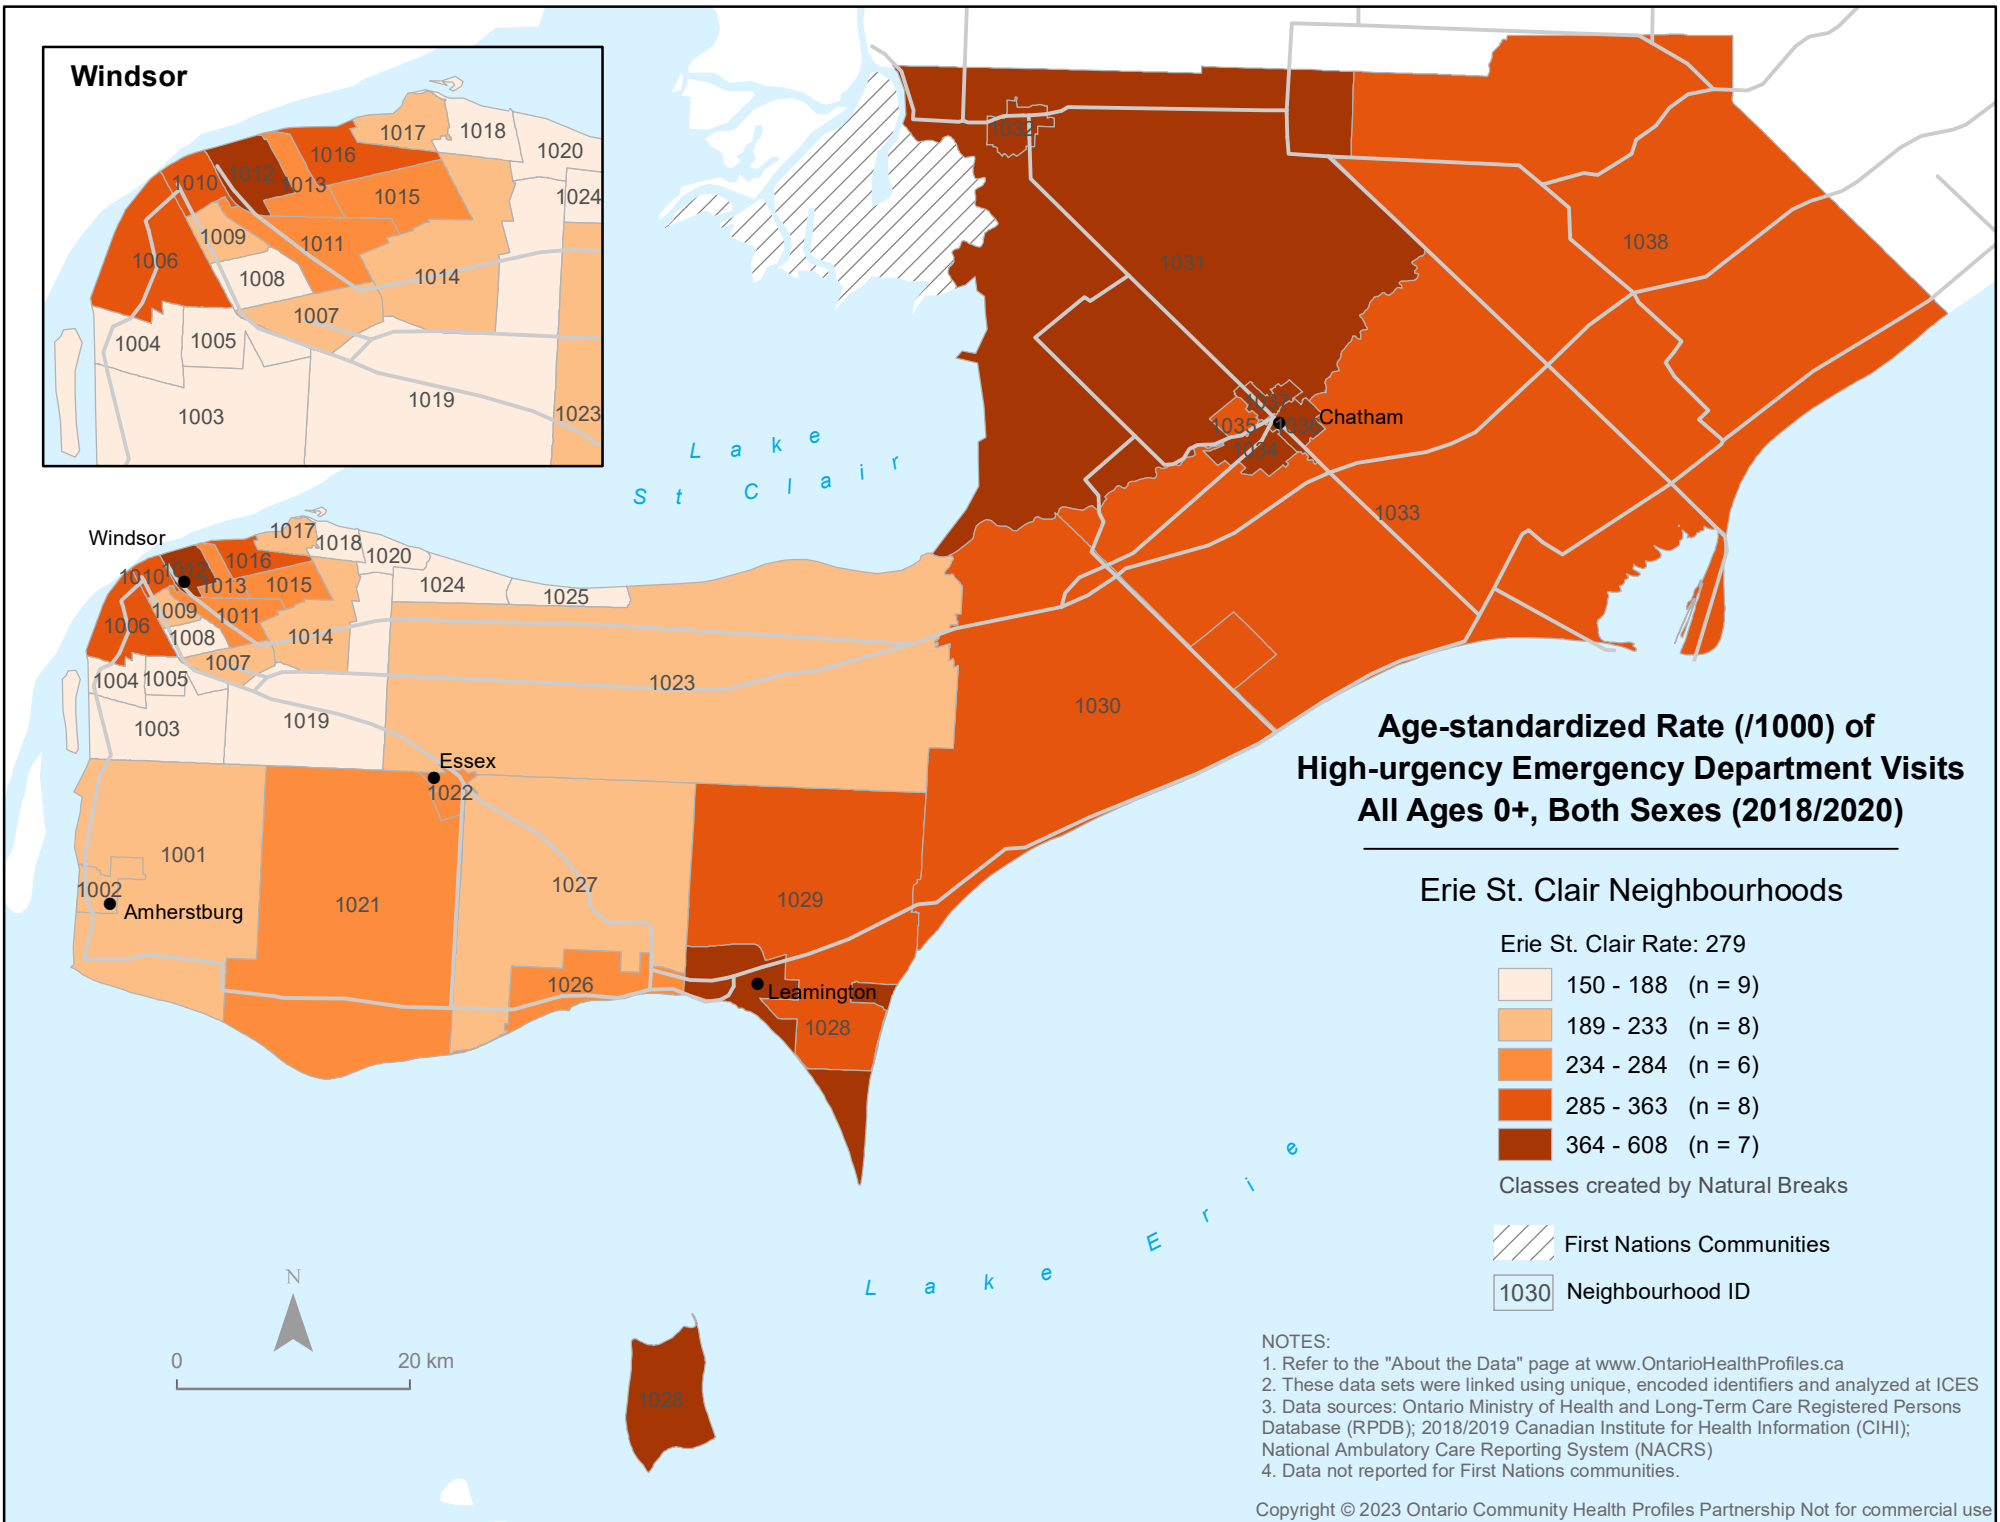 Windsor
1017
1018
1016
1020
1010
1012
1013
1015
1024
1009
1011
1006
1008
1014
1007
1004
1005
1003
1019
1023
1032
1038
1031
1037
1035
1036
Chatham
1034
1033
Lake
St Clair
Windsor
1017
1018
1020
1016
1010
1012
1013
1015
1024
1025
1009
1011
1006
1008
1014
1007
1004
1005
1023
1003
1019
1030
Essex
1022
1001
1002
Amherstburg
1021
1027
1029
1026
Leamington
1028
Age-standardized Rate (/1000) of
High-urgency Emergency Department Visits
All Ages 0+, Both Sexes (2018/2020)
Erie St. Clair Neighbourhoods
Erie St. Clair Rate: 279
150 - 188 (n = 9)
189 - 233 (n = 8)
234 - 284 (n = 6)
285 - 363 (n = 8)
364 - 608 (n = 7)
Classes created by Natural Breaks
First Nations Communities
1030 Neighbourhood ID
Lake Erie
N
0 20 km
1028
NOTES:
1. Refer to the "About the Data" page at www.OntarioHealthProfiles.ca
2. These data sets were linked using unique, encoded identifiers and analyzed at ICES
3. Data sources: Ontario Ministry of Health and Long-Term Care Registered Persons
Database (RPDB); 2018/2019 Canadian Institute for Health Information (CIHI);
National Ambulatory Care Reporting System (NACRS)
4. Data not reported for First Nations communities.
Copyright © 2023 Ontario Community Health Profiles Partnership Not for commercial use